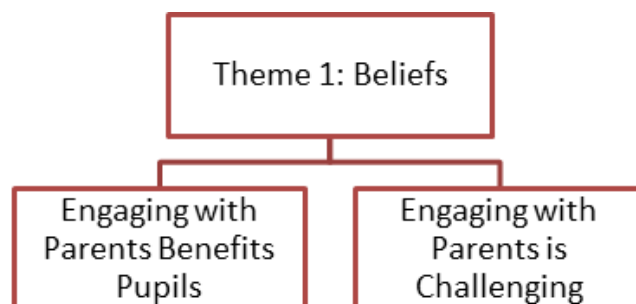 Theme 1: Beliefs
Engaging with
Parents Benefits
Pupils
Engaging with
Parents is
Challenging